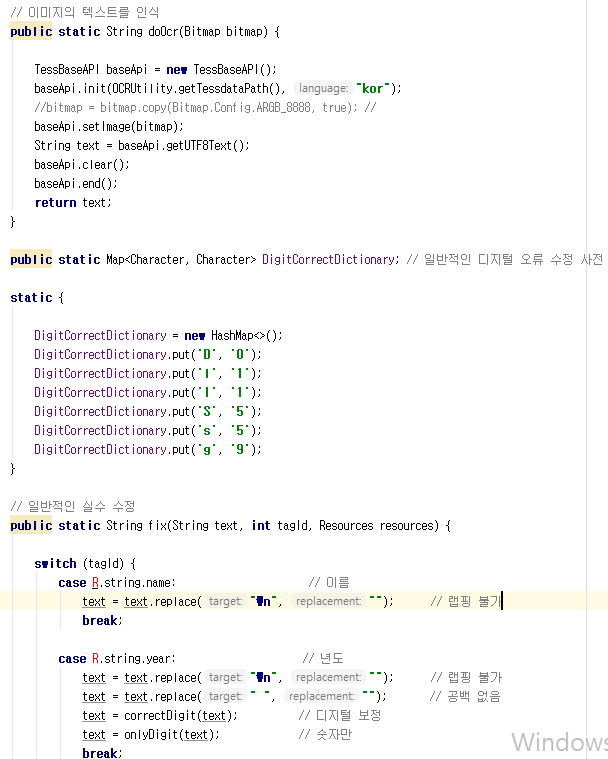 // 이미지의 텍스트를 인식
public static String doOcr(Bitmap bitmap) {
TessBaseAPI baseApi = new TessBaseAPI();
baseApi.init(OCRUtility.getTessdataPath(), language: "kor");
//bitmap = bitmap.copy(Bitmap.Config.ARGB_8888, true); //
baseApi.setImage(bitmap);
String text = baseApi.getUTF8Text();
baseApi.clear();
baseApi.end();
return text;
}
public static Map<Character, Character> DigitCorrectDictionary; // 일반적인 디지털 오류 수정 사전
static {
DigitCorrectDictionary = new HashMap<>();
DigitCorrectDictionary.put('D', '0');
DigitCorrectDictionary.put('I', '1');
DigitCorrectDictionary.put('l', '1');
DigitCorrectDictionary.put('S', '5');
DigitCorrectDictionary.put('s', '5');
DigitCorrectDictionary.put('g', '9');
}
// 일반적인 실수 수정
public static String fix(String text, int tagId, Resources resources) {
switch (tagId) {
case R.string.name: // 이름
text = text.replace( target: "₩n", replacement: ""); // 랩핑 불가
break;
case R.string.year: // 년도
text = text.replace( target: "₩n", replacement: ""); // 랩핑 불가
text = text.replace( target: " ", replacement: ""); // 공백 없음
text = correctDigit(text); // 디지털 보정
text = onlyDigit(text); // 숫자만
break;
Windows